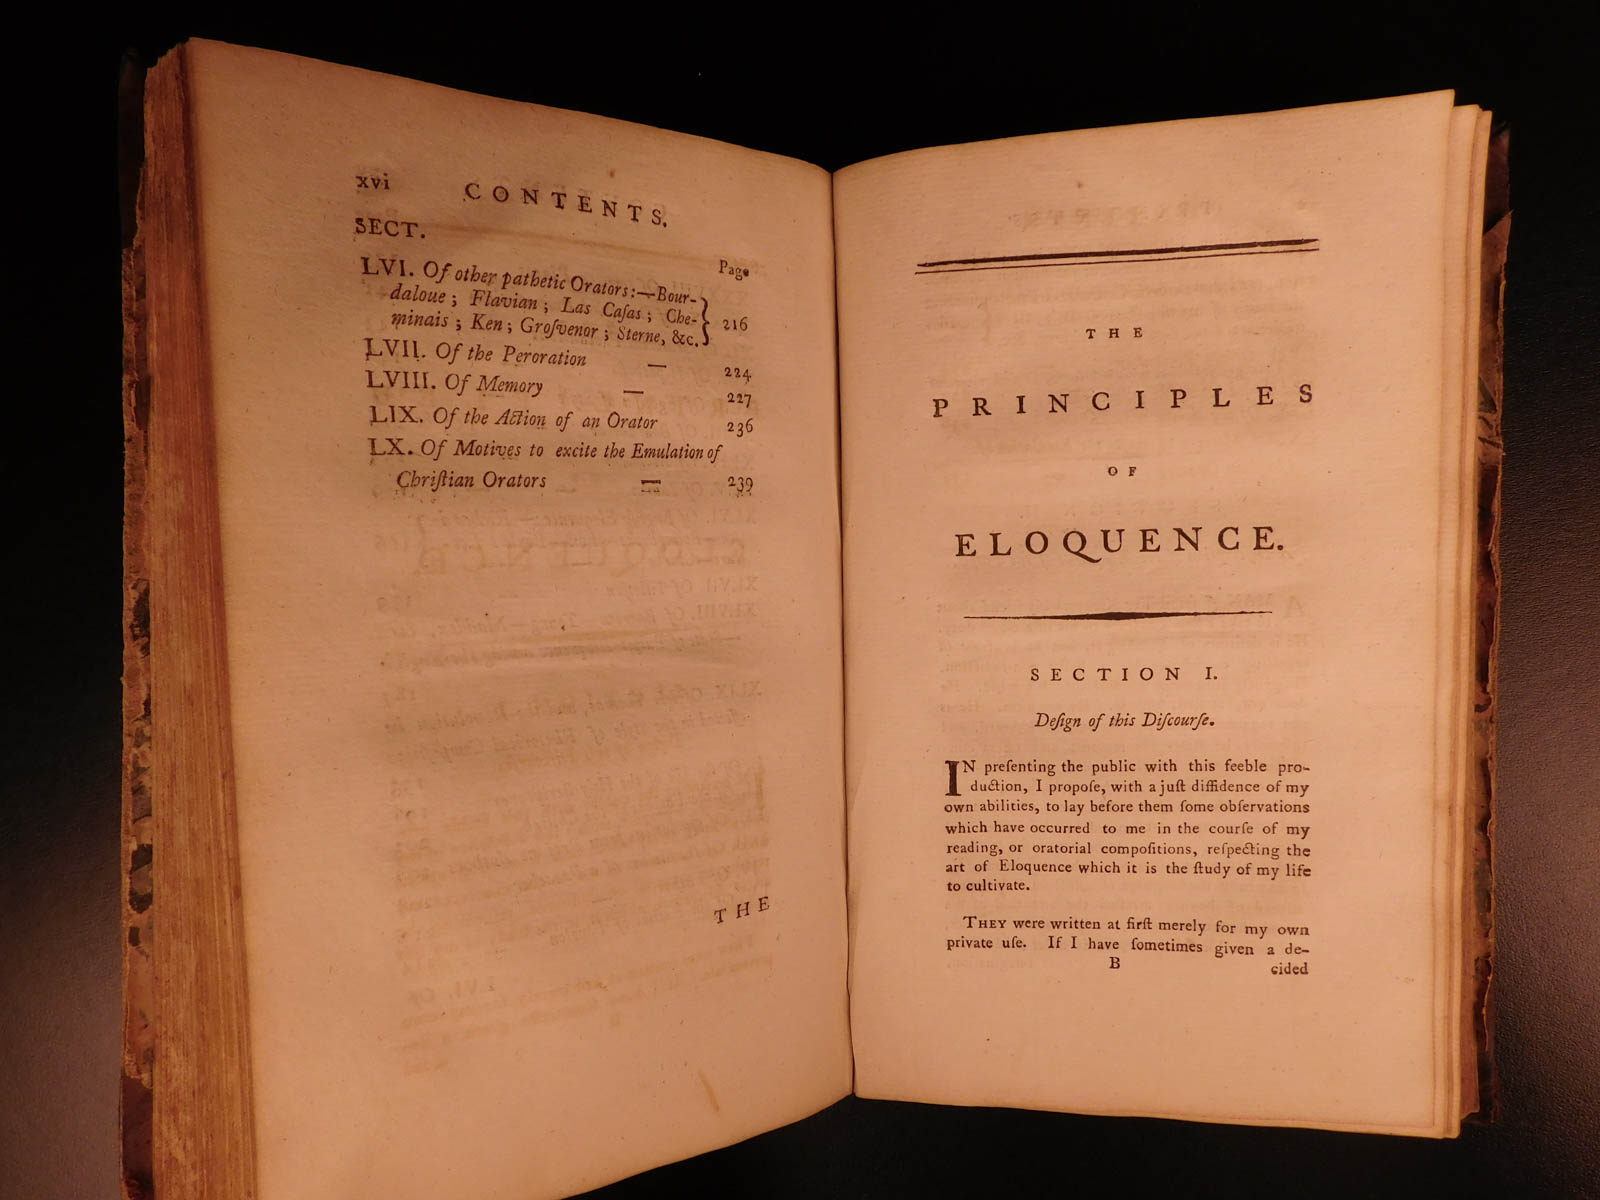 xvi CONTENTS.
SECT.
Page
LVI. Of other pathetic Orators:—Bour-
daloue; Flavian; Las Caſas; Che-
minais; Ken; Groſvenor; Sterne, &c. } 216
LVII. Of the Peroration — 224
LVIII. Of Memory — 227
LIX. Of the Action of an Orator 236
LX. Of Motives to excite the Emulation of
Chriſtian Orators — 239
THE
THE
PRINCIPLES
OF
ELOQUENCE.
SECTION I.
Deſign of this Diſcourſe.
IN preſenting the public with this feeble pro-
duction, I propoſe, with a juſt diffidence of my
own abilities, to lay before them ſome obſervations
which have occurred to me in the courſe of my
reading, or oratorial compoſitions, reſpecting the
art of Eloquence which it is the ſtudy of my life
to cultivate.
THEY were written at firſt merely for my own
private uſe. If I have ſometimes given a de-
B cided